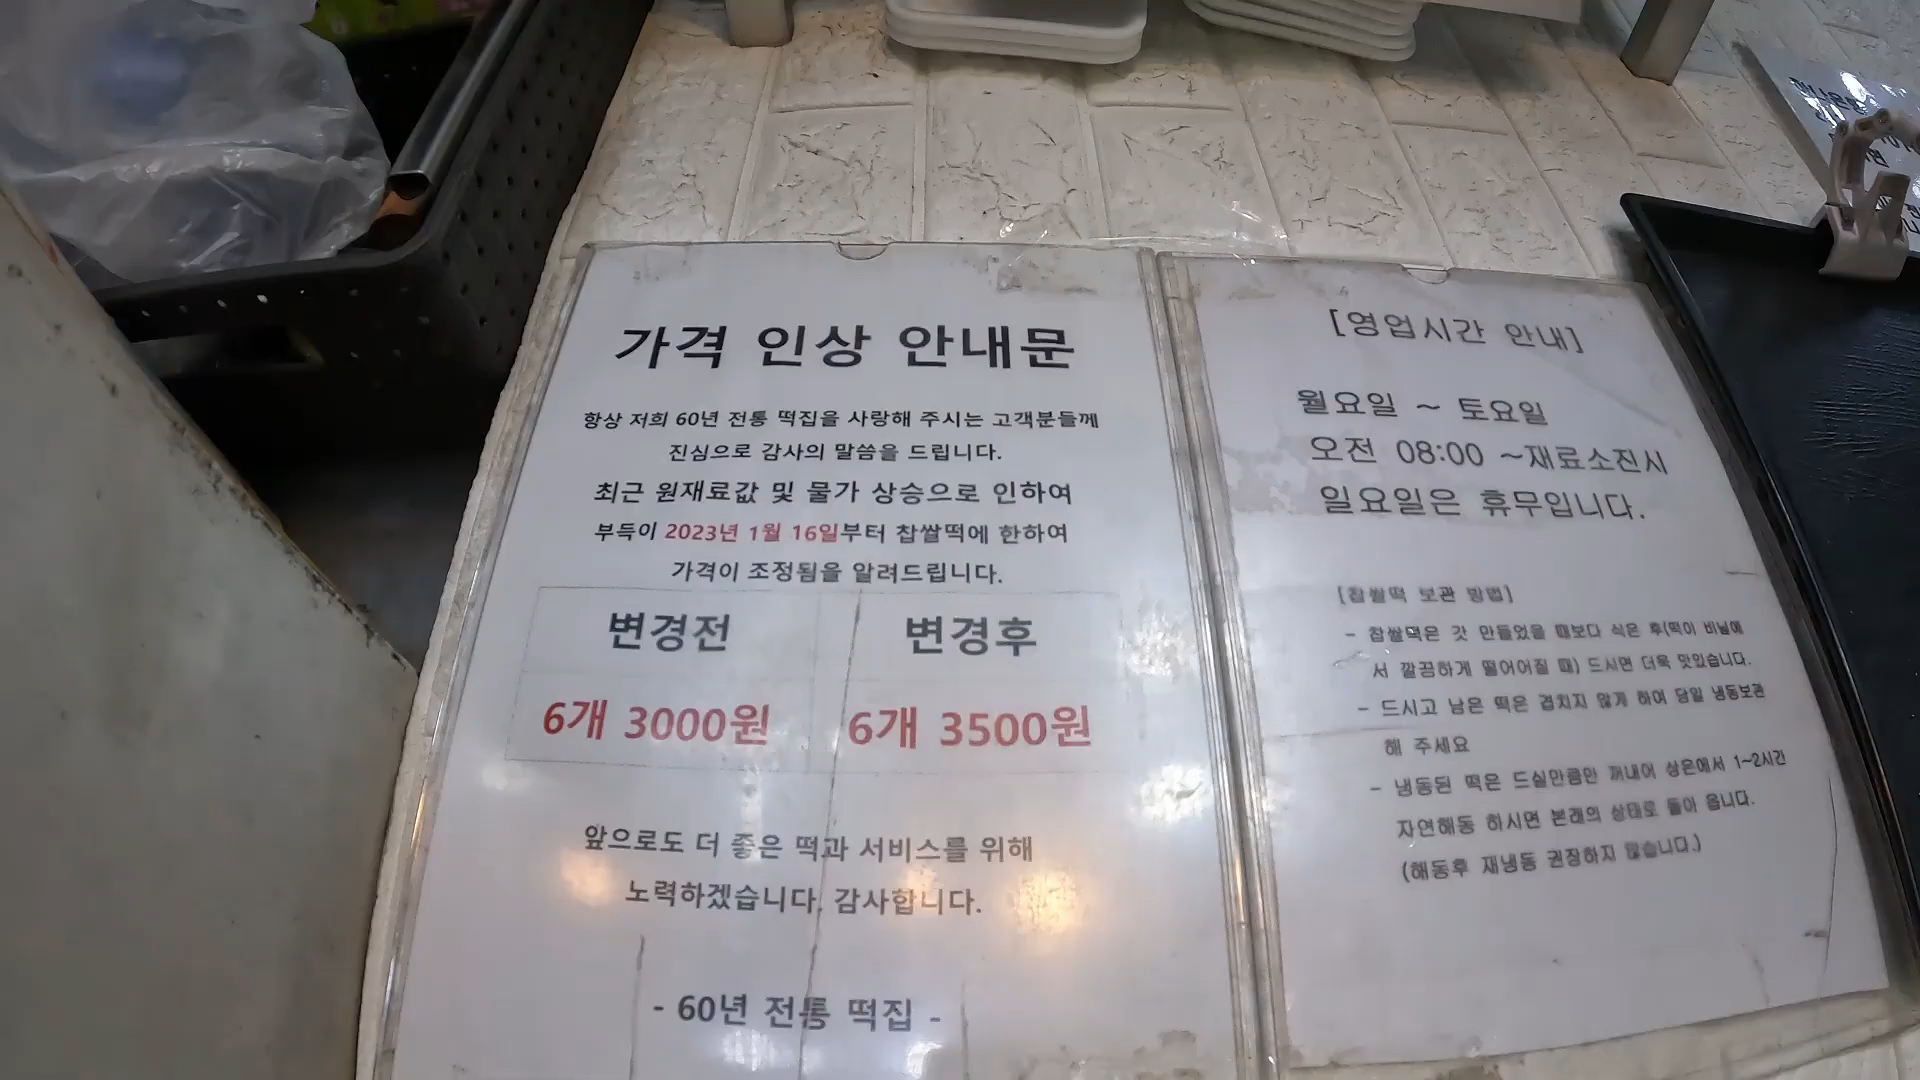 가격 인상 안내문
항상 저희 60년 전통 떡집을 사랑해 주시는 고객분들께
진심으로 감사의 말씀을 드립니다.
최근 원재료값 및 물가 상승으로 인하여
부득이 2023년 1월 16일부터 찹쌀떡에 한하여
가격이 조정됨을 알려드립니다.
변경전 변경후
6개 3000원 6개 3500원
앞으로도 더 좋은 떡과 서비스를 위해
노력하겠습니다. 감사합니다.
- 60년 전통 떡집 -
[영업시간 안내]
월요일 ~ 토요일
오전 08:00 ~재료소진시
일요일은 휴무입니다.
[찹쌀떡 보관 방법]
- 찹쌀떡은 갓 만들었을 때보다 식은 후(떡이 비닐에
서 깔끔하게 떨어어질 때) 드시면 더욱 맛있습니다.
- 드시고 남은 떡은 겹치지 않게 하여 당일 냉동보관
해 주세요
- 냉동된 떡은 드실만큼만 꺼내어 상온에서 1~2시간
자연해동 하시면 본래의 상태로 돌아 옵니다.
(해동후 재냉동 권장하지 않습니다.)